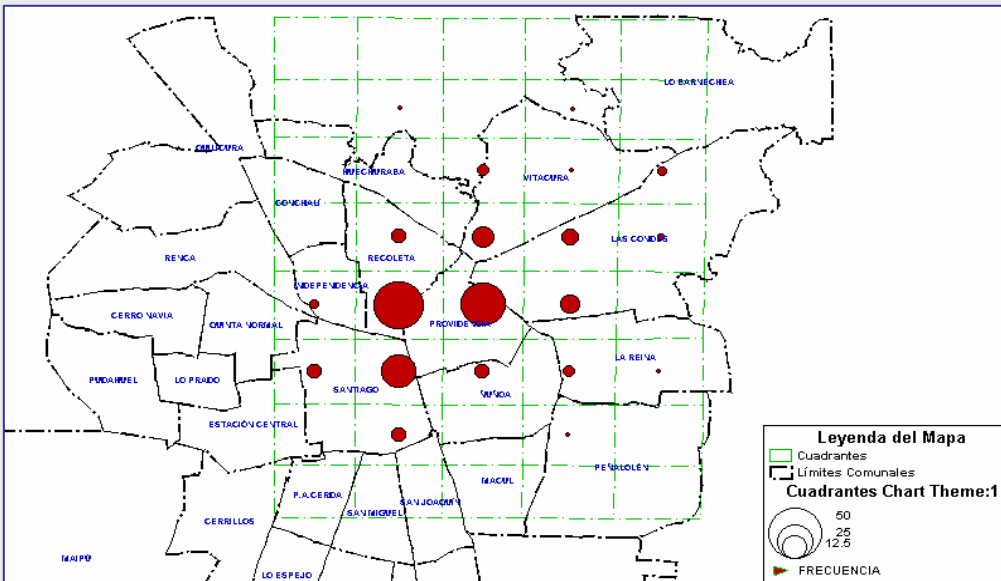 LO BARNECHEA
QUILICURA
HUECHURABA
VITACURA
CONCHALÍ
LAS CONDES
RENCA
RECOLETA
INDEPENDENCIA
CERRO NAVIA
QUINTA NORMAL
PROVIDENCIA
LA REINA
PUDAHUEL
LO PRADO
SANTIAGO
ÑUÑOA
ESTACIÓN CENTRAL
PEÑALOLÉN
MACUL
P.A.CERDA
SAN JOAQUIN
SAN MIGUEL
CERRILLOS
MAIPÚ
LO ESPEJO
Leyenda del Mapa
Cuadrantes
Límites Comunales
Cuadrantes Chart Theme:1
50
25
12.5
FRECUENCIA